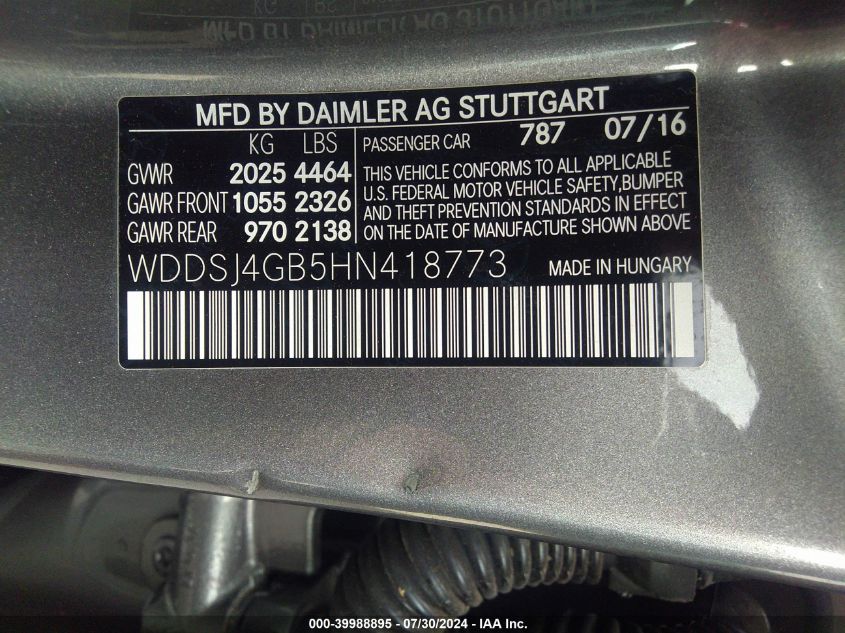 MFD BY DAIMLER AG STUTTGART
KG LBS
GVWR 2025 4464
GAWR FRONT 1055 2326
GAWR REAR 970 2138
PASSENGER CAR 787 07/16
THIS VEHICLE CONFORMS TO ALL APPLICABLE
U.S. FEDERAL MOTOR VEHICLE SAFETY,BUMPER
AND THEFT PREVENTION STANDARDS IN EFFECT
ON THE DATE OF MANUFACTURE SHOWN ABOVE
WDDSJ4GB5HN418773 MADE IN HUNGARY
000-39988895 - 07/30/2024 - IAA Inc.